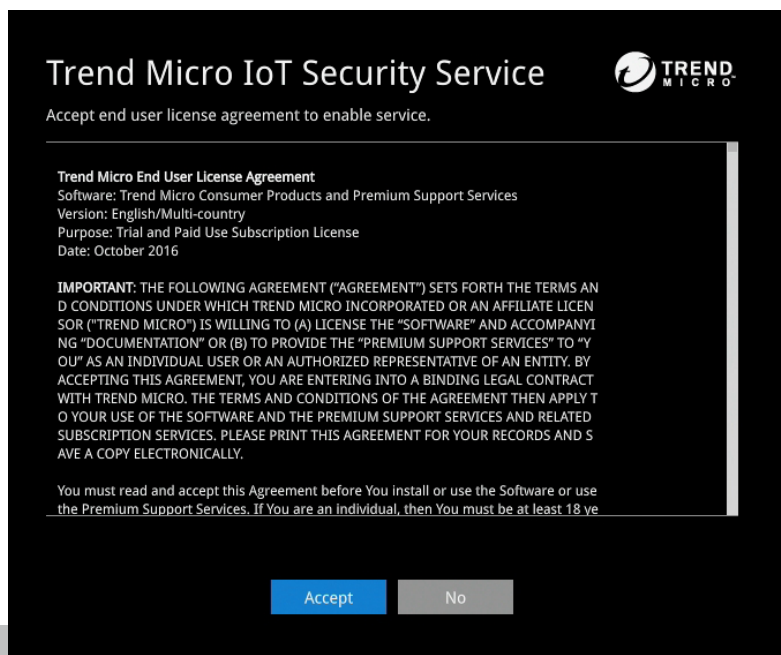 Trend Micro IoT Security Service
TREND
MICRO
Accept end user license agreement to enable service.
Trend Micro End User License Agreement
Software: Trend Micro Consumer Products and Premium Support Services
Version: English/Multi-country
Purpose: Trial and Paid Use Subscription License
Date: October 2016
IMPORTANT: THE FOLLOWING AGREEMENT (“AGREEMENT”) SETS FORTH THE TERMS AN
D CONDITIONS UNDER WHICH TREND MICRO INCORPORATED OR AN AFFILIATE LICEN
SOR ("TREND MICRO") IS WILLING TO (A) LICENSE THE “SOFTWARE” AND ACCOMPANYI
NG “DOCUMENTATION” OR (B) TO PROVIDE THE “PREMIUM SUPPORT SERVICES” TO “Y
OU” AS AN INDIVIDUAL USER OR AN AUTHORIZED REPRESENTATIVE OF AN ENTITY. BY
ACCEPTING THIS AGREEMENT, YOU ARE ENTERING INTO A BINDING LEGAL CONTRACT
WITH TREND MICRO. THE TERMS AND CONDITIONS OF THE AGREEMENT THEN APPLY T
O YOUR USE OF THE SOFTWARE AND THE PREMIUM SUPPORT SERVICES AND RELATED
SUBSCRIPTION SERVICES. PLEASE PRINT THIS AGREEMENT FOR YOUR RECORDS AND S
AVE A COPY ELECTRONICALLY.
You must read and accept this Agreement before You install or use the Software or use
the Premium Support Services. If You are an individual, then You must be at least 18 ye
Accept
No